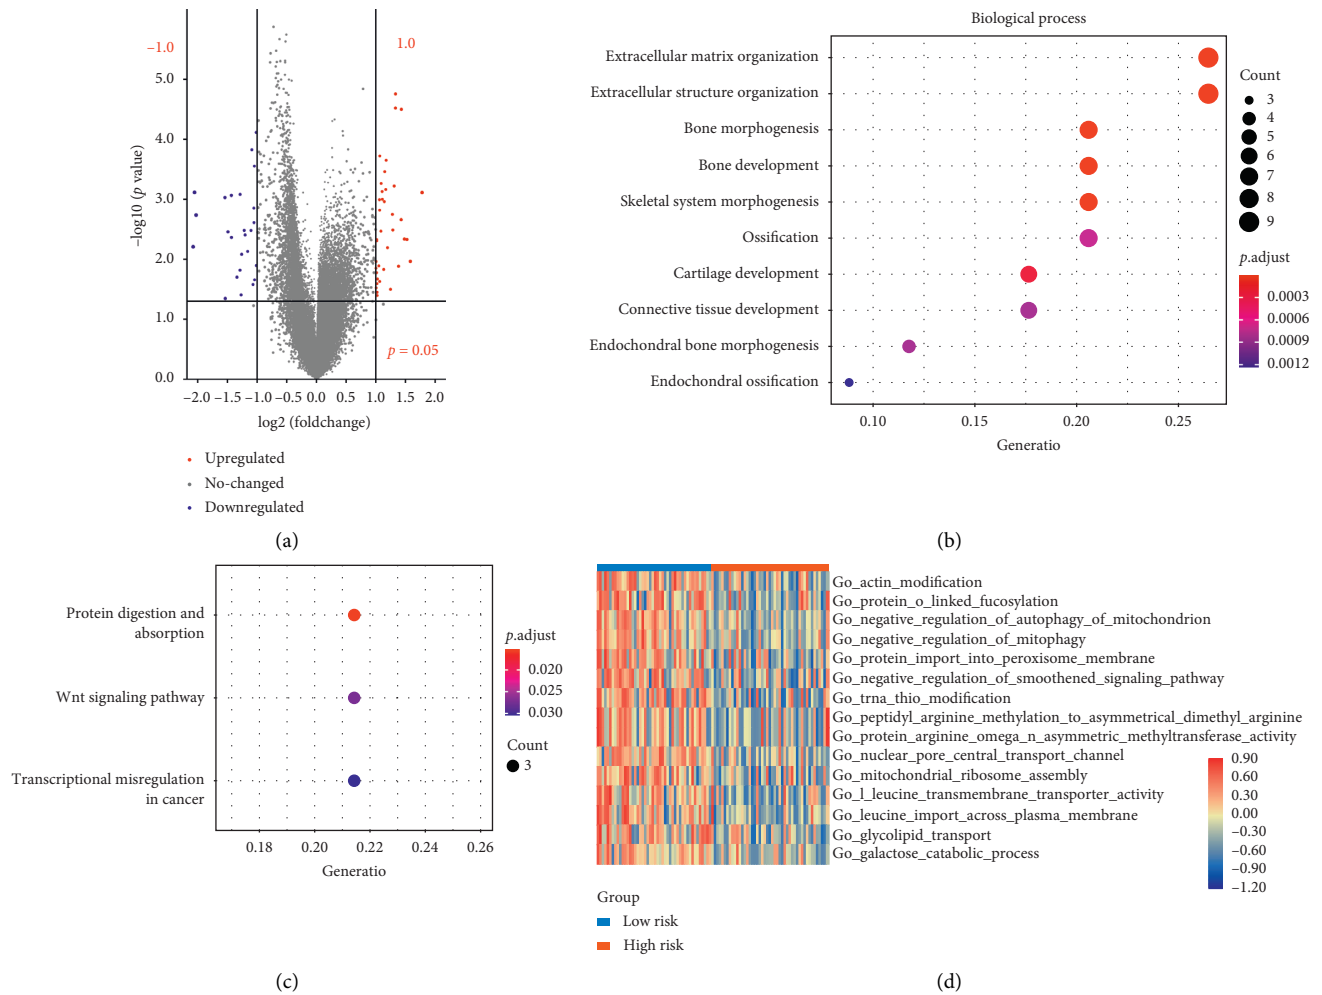 −1.0
1.0
5.0
4.0
3.0
2.0
1.0
0.0
−log10 (p value)
p = 0.05
−2.0 −1.5 −1.0 −0.5 0.0 0.5 1.0 1.5 2.0
log2 (foldchange)
Upregulated
No-changed
Downregulated
(a)
Biological process
Extracellular matrix organization
Extracellular structure organization
Bone morphogenesis
Bone development
Skeletal system morphogenesis
Ossification
Cartilage development
Connective tissue development
Endochondral bone morphogenesis
Endochondral ossification
0.10 0.15 0.20 0.25
Generatio
Count
3
4
5
6
7
8
9
p.adjust
0.0003
0.0006
0.0009
0.0012
(b)
Protein digestion and
absorption
Wnt signaling pathway
Transcriptional misregulation
in cancer
0.18 0.20 0.22 0.24 0.26
Generatio
p.adjust
0.020
0.025
0.030
Count
3
(c)
Go_actin_modification
Go_protein_o_linked_fucosylation
Go_negative_regulation_of_autophagy_of_mitochondrion
Go_negative_regulation_of_mitophagy
Go_protein_import_into_peroxisome_membrane
Go_negative_regulation_of_smoothened_signaling_pathway
Go_trna_thio_modification
Go_peptidyl_arginine_methylation_to_asymmetrical_dimethyl_arginine
Go_protein_arginine_omega_n_asymmetric_methyltransferase_activity
Go_nuclear_pore_central_transport_channel
Go_mitochondrial_ribosome_assembly
Go_l_leucine_transmembrane_transporter_activity
Go_leucine_import_across_plasma_membrane
Go_glycolipid_transport
Go_galactose_catabolic_process
0.90
0.60
0.30
0.00
−0.30
−0.60
−0.90
−1.20
Group
Low risk
High risk
(d)